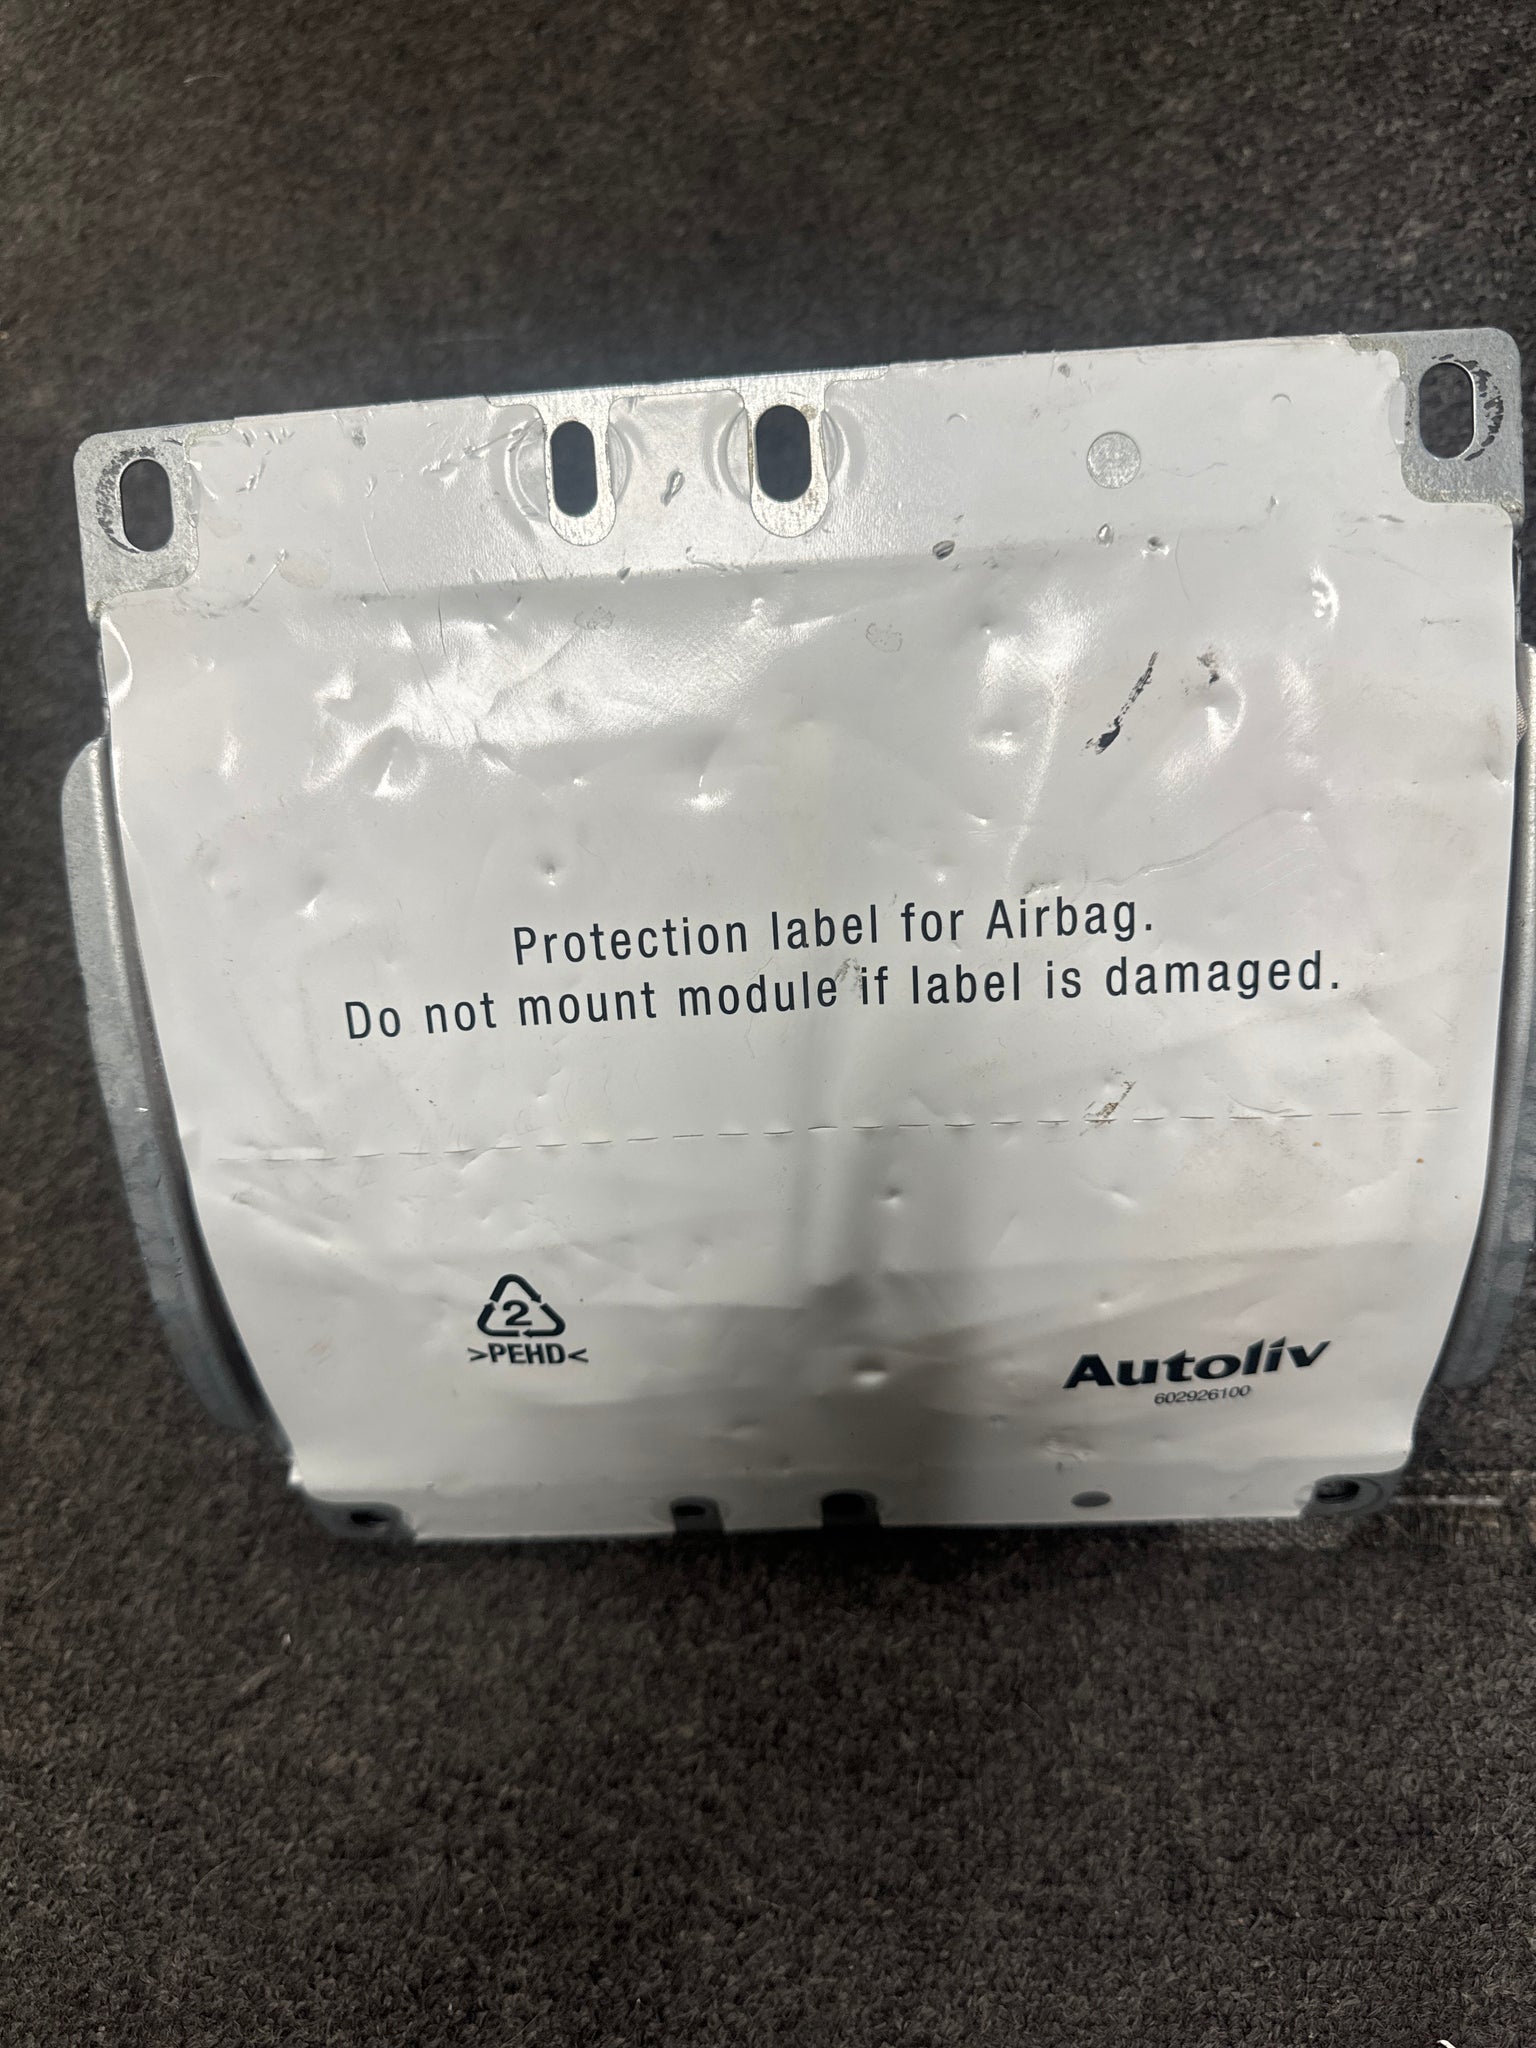 Protection label for Airbag.
Do not mount module if label is damaged.
2
>PEHD<
Autoliv
602926100